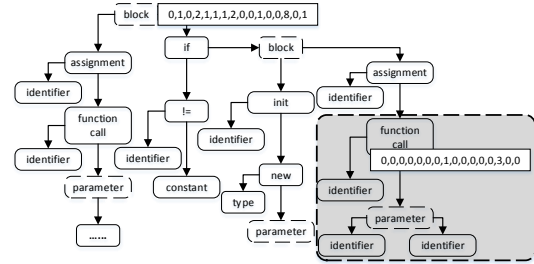 block
0,1,0,2,1,1,1,2,0,0,1,0,0,8,0,1
if
block
assignment
assignment
identifier
identifier
!=
init
function
call
identifier
function
call
identifier
0,0,0,0,0,0,0,1,0,0,0,0,0,3,0,0
identifier
constant
new
parameter
type
identifier
parameter
......
parameter
identifier
identifier